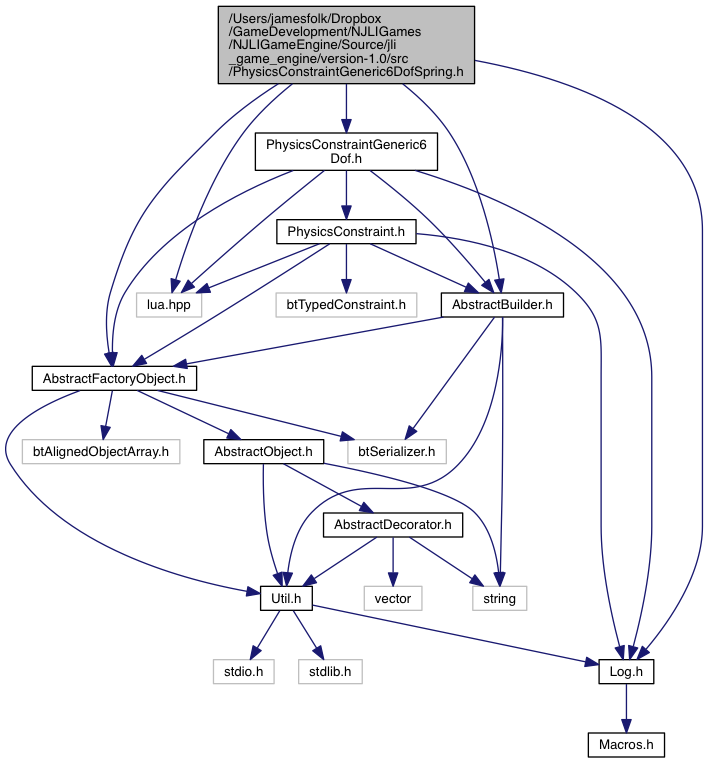 /Users/jamesfolk/Dropbox
/GameDevelopment/NJLIGames
/NJLIGameEngine/Source/jli
_game_engine/version-1.0/src
/PhysicsConstraintGeneric6DofSpring.h
PhysicsConstraintGeneric6
Dof.h
PhysicsConstraint.h
lua.hpp
btTypedConstraint.h
AbstractBuilder.h
AbstractFactoryObject.h
btAlignedObjectArray.h
AbstractObject.h
btSerializer.h
AbstractDecorator.h
Util.h
vector
string
stdio.h
stdlib.h
Log.h
Macros.h